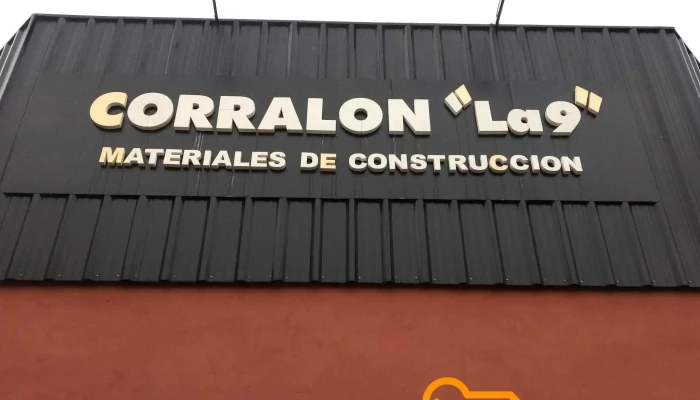 CORRALON "La9"
MATERIALES DE CONSTRUCCION